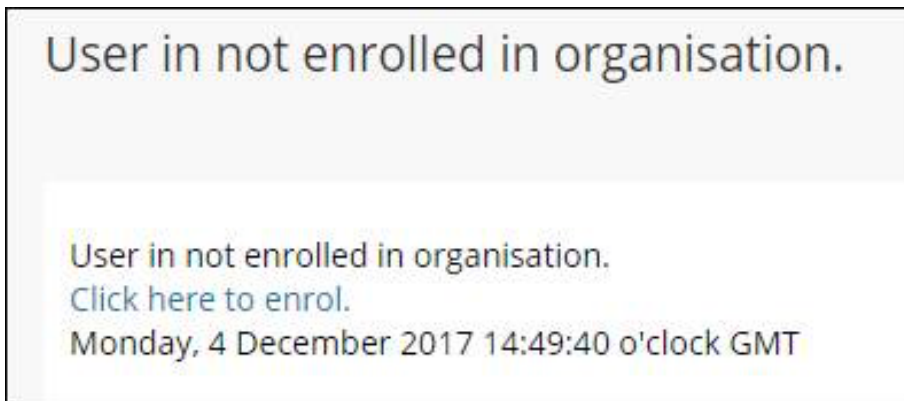 User in not enrolled in organisation.
User in not enrolled in organisation.
Click here to enrol.
Monday, 4 December 2017 14:49:40 o'clock GMT